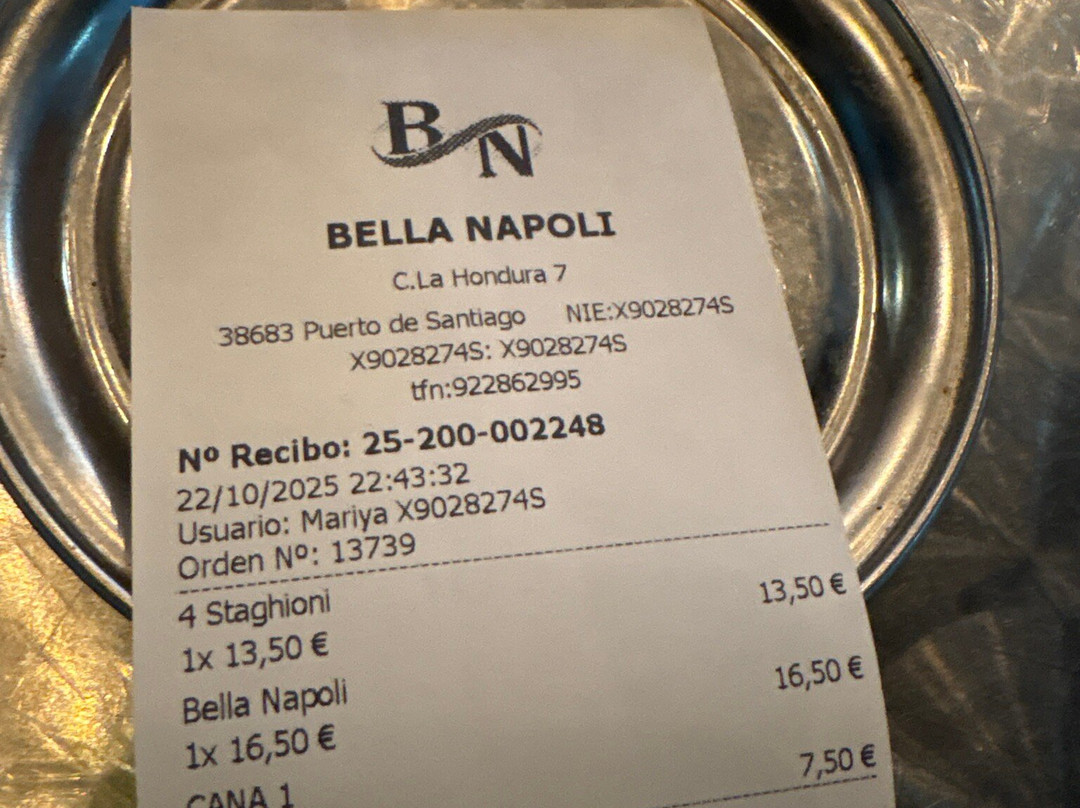 BN
BELLA NAPOLI
C.La Hondura 7
38683 Puerto de Santiago NIE:X9028274S
X9028274S: X9028274S
tfn:922862995
Nº Recibo: 25-200-002248
22/10/2025 22:43:32
Usuario: Mariya X9028274S
Orden Nº: 13739
4 Staghioni 13,50 €
1x 13,50 €
Bella Napoli 16,50 €
1x 16,50 €
CANA 1 7,50 €